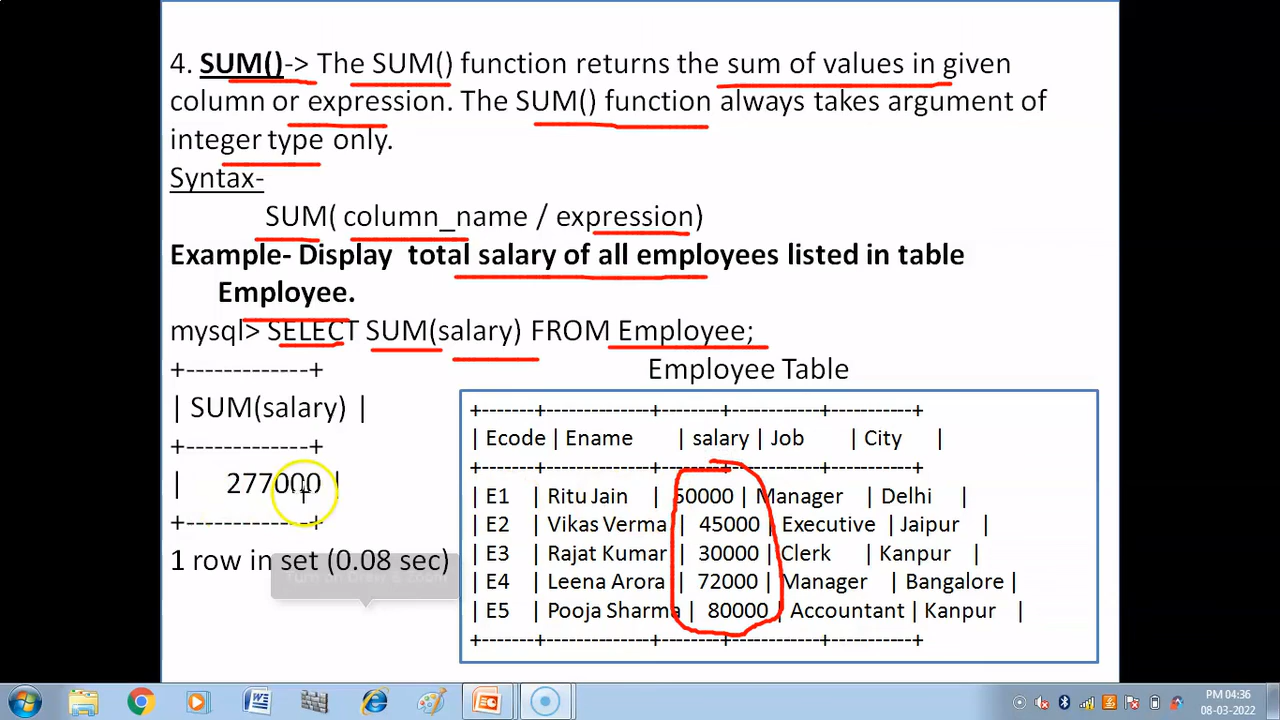 4. SUM()-> The SUM() function returns the sum of values in given
column or expression. The SUM() function always takes argument of
integer type only.
Syntax-
SUM( column_name / expression)
Example- Display total salary of all employees listed in table
Employee.
mysql> SELECT SUM(salary) FROM Employee;
+-------------+
| SUM(salary) |
+-------------+
| 277000 |
+-------------+
1 row in set (0.08 sec)
Employee Table
+-------+--------------+--------+-----------+-----------+
| Ecode | Ename | salary | Job | City |
+-------+--------------+--------+-----------+-----------+
| E1 | Ritu Jain | 50000 | Manager | Delhi |
| E2 | Vikas Verma | 45000 | Executive | Jaipur |
| E3 | Rajat Kumar | 30000 | Clerk | Kanpur |
| E4 | Leena Arora | 72000 | Manager | Bangalore |
| E5 | Pooja Sharma | 80000 | Accountant | Kanpur |
+-------+--------------+--------+-----------+-----------+
PM 04:36
08-03-2022